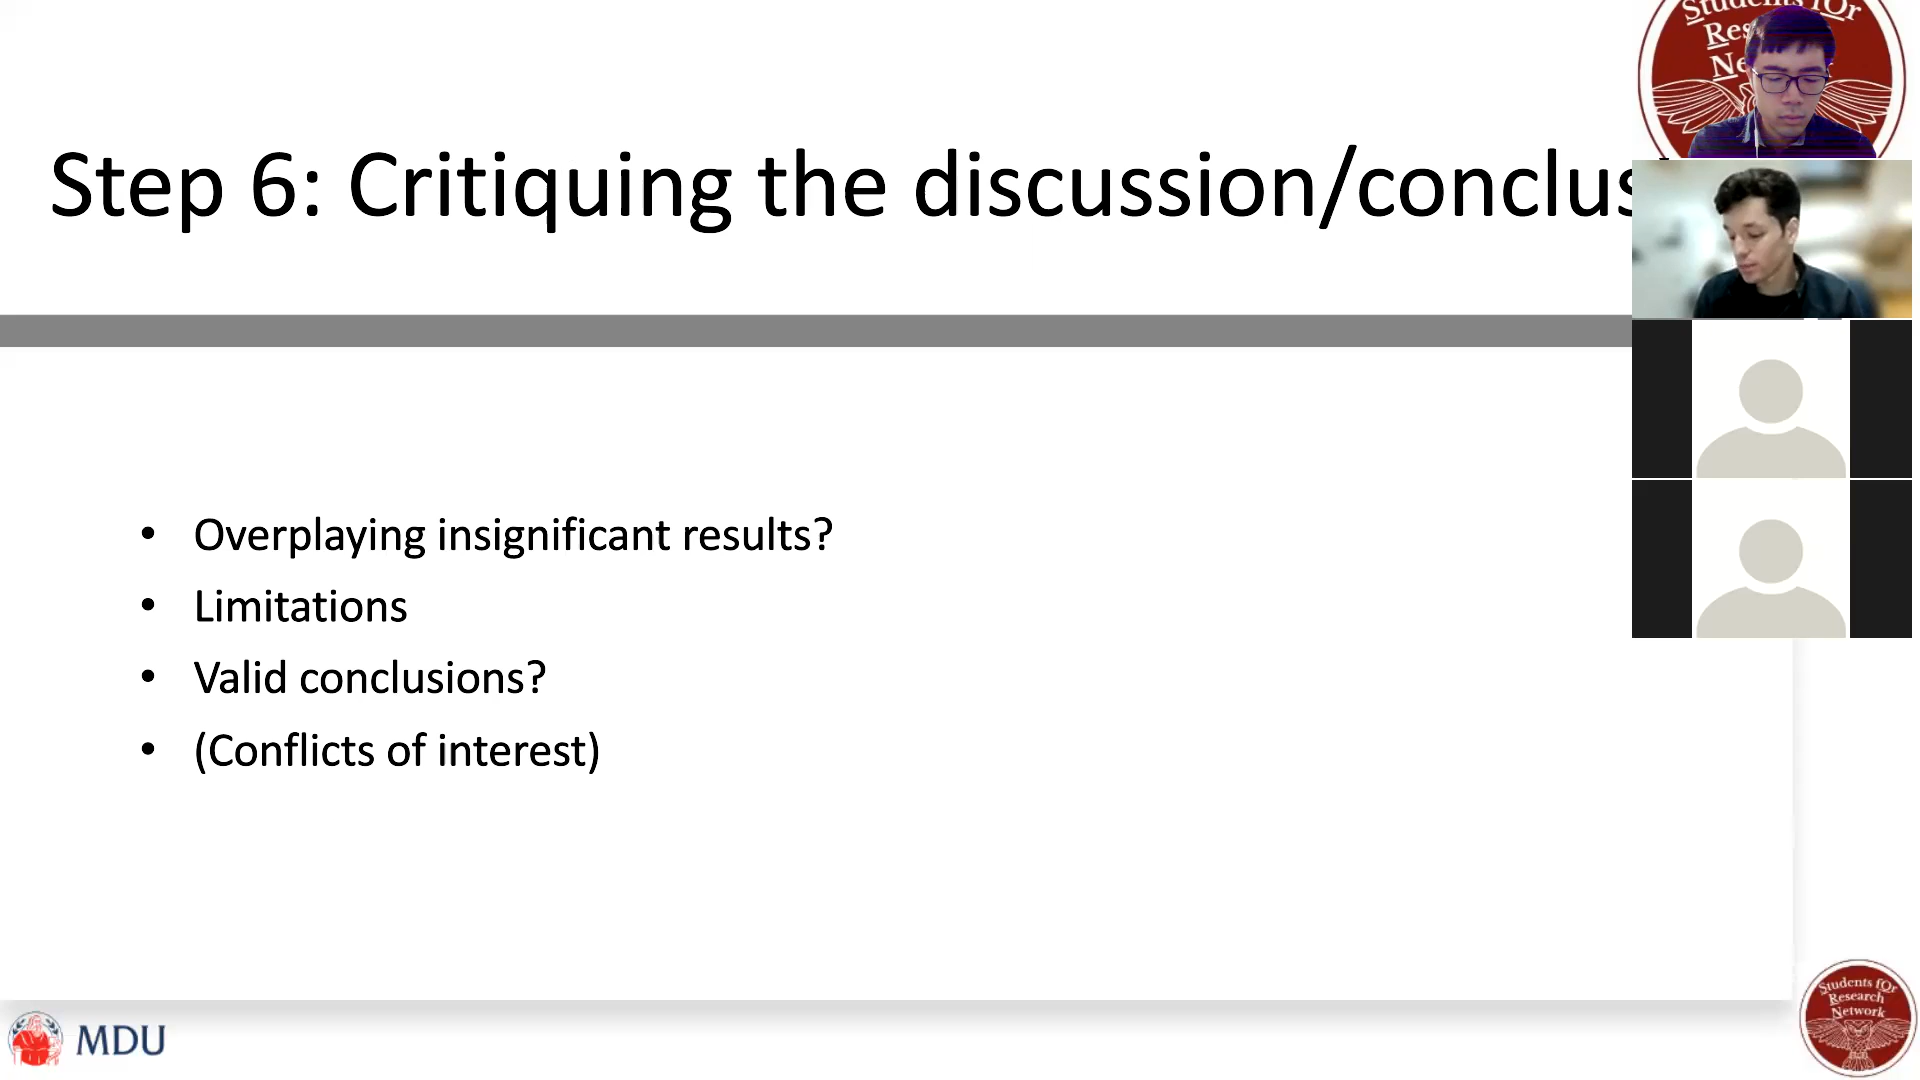 Step 6: Critiquing the discussion/conclus
• Overplaying insignificant results?
• Limitations
• Valid conclusions?
• (Conflicts of interest)
MDU
Students fOr
Research
Network